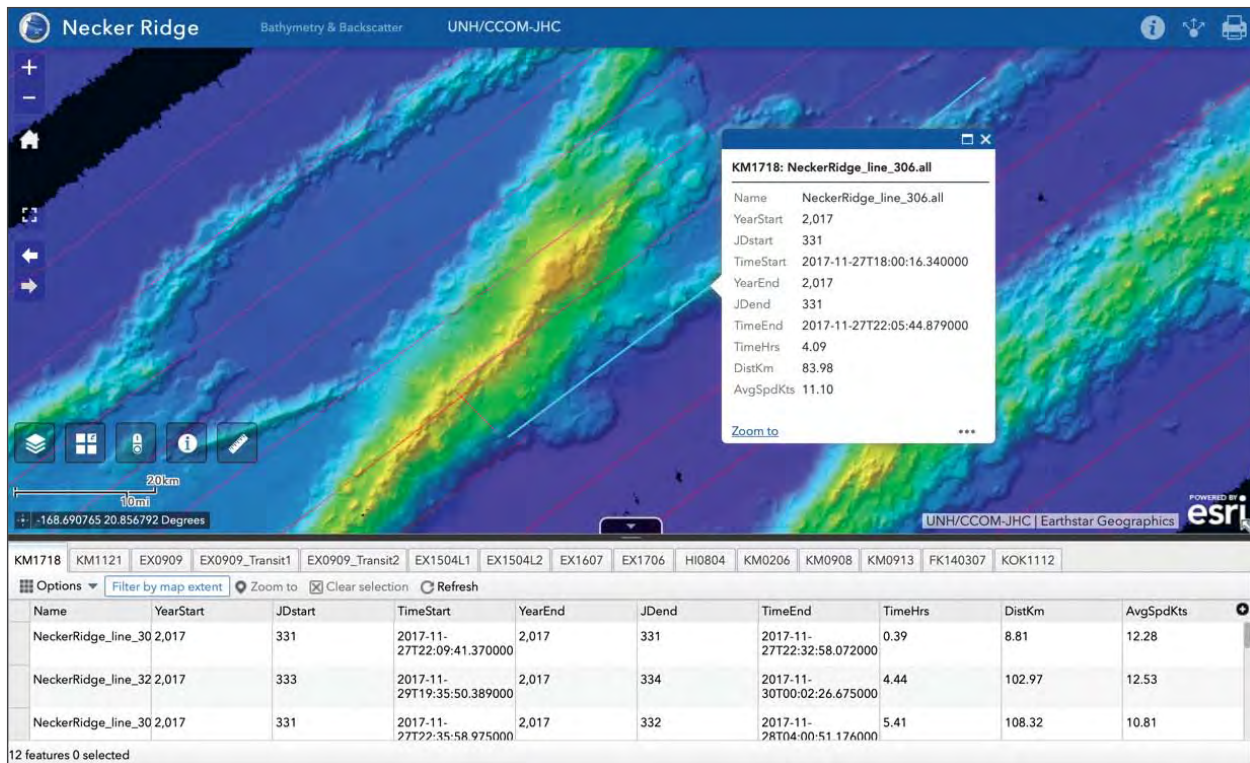 Necker Ridge Bathymetry & Backscatter UNH/CCOM-JHC
KM1718: NeckerRidge_line_306.all
Name NeckerRidge_line_306.all
YearStart 2,017
JDstart 331
TimeStart 2017-11-27T18:00:16.340000
YearEnd 2,017
JDend 331
TimeEnd 2017-11-27T22:05:44.879000
TimeHrs 4.09
DistKm 83.98
AvgSpdKts 11.10
Zoom to
20km
10mi
-168.690765 20.856792 Degrees
UNH/CCOM-JHC | Earthstar Geographics
POWERED BY
esri
KM1718 KM1121 EX0909 EX0909_Transit1 EX0909_Transit2 EX1504L1 EX1504L2 EX1607 EX1706 HI0804 KM0206 KM0908 KM0913 FK140307 KOK1112
Options Filter by map extent Zoom to Clear selection Refresh
Name YearStart JDstart TimeStart YearEnd JDend TimeEnd TimeHrs DistKm AvgSpdKts
NeckerRidge_line_30 2,017 331 2017-11- 2,017 331 2017-11- 0.39 8.81 12.28
27T22:09:41.370000 27T22:32:58.072000
NeckerRidge_line_32 2,017 333 2017-11- 2,017 334 2017-11- 4.44 102.97 12.53
29T19:35:50.389000 30T00:02:26.675000
NeckerRidge_line_30 2,017 331 2017-11- 2,017 332 2017-11- 5.41 108.32 10.81
27T22:35:58.975000 28T04:00:51.176000
12 features 0 selected